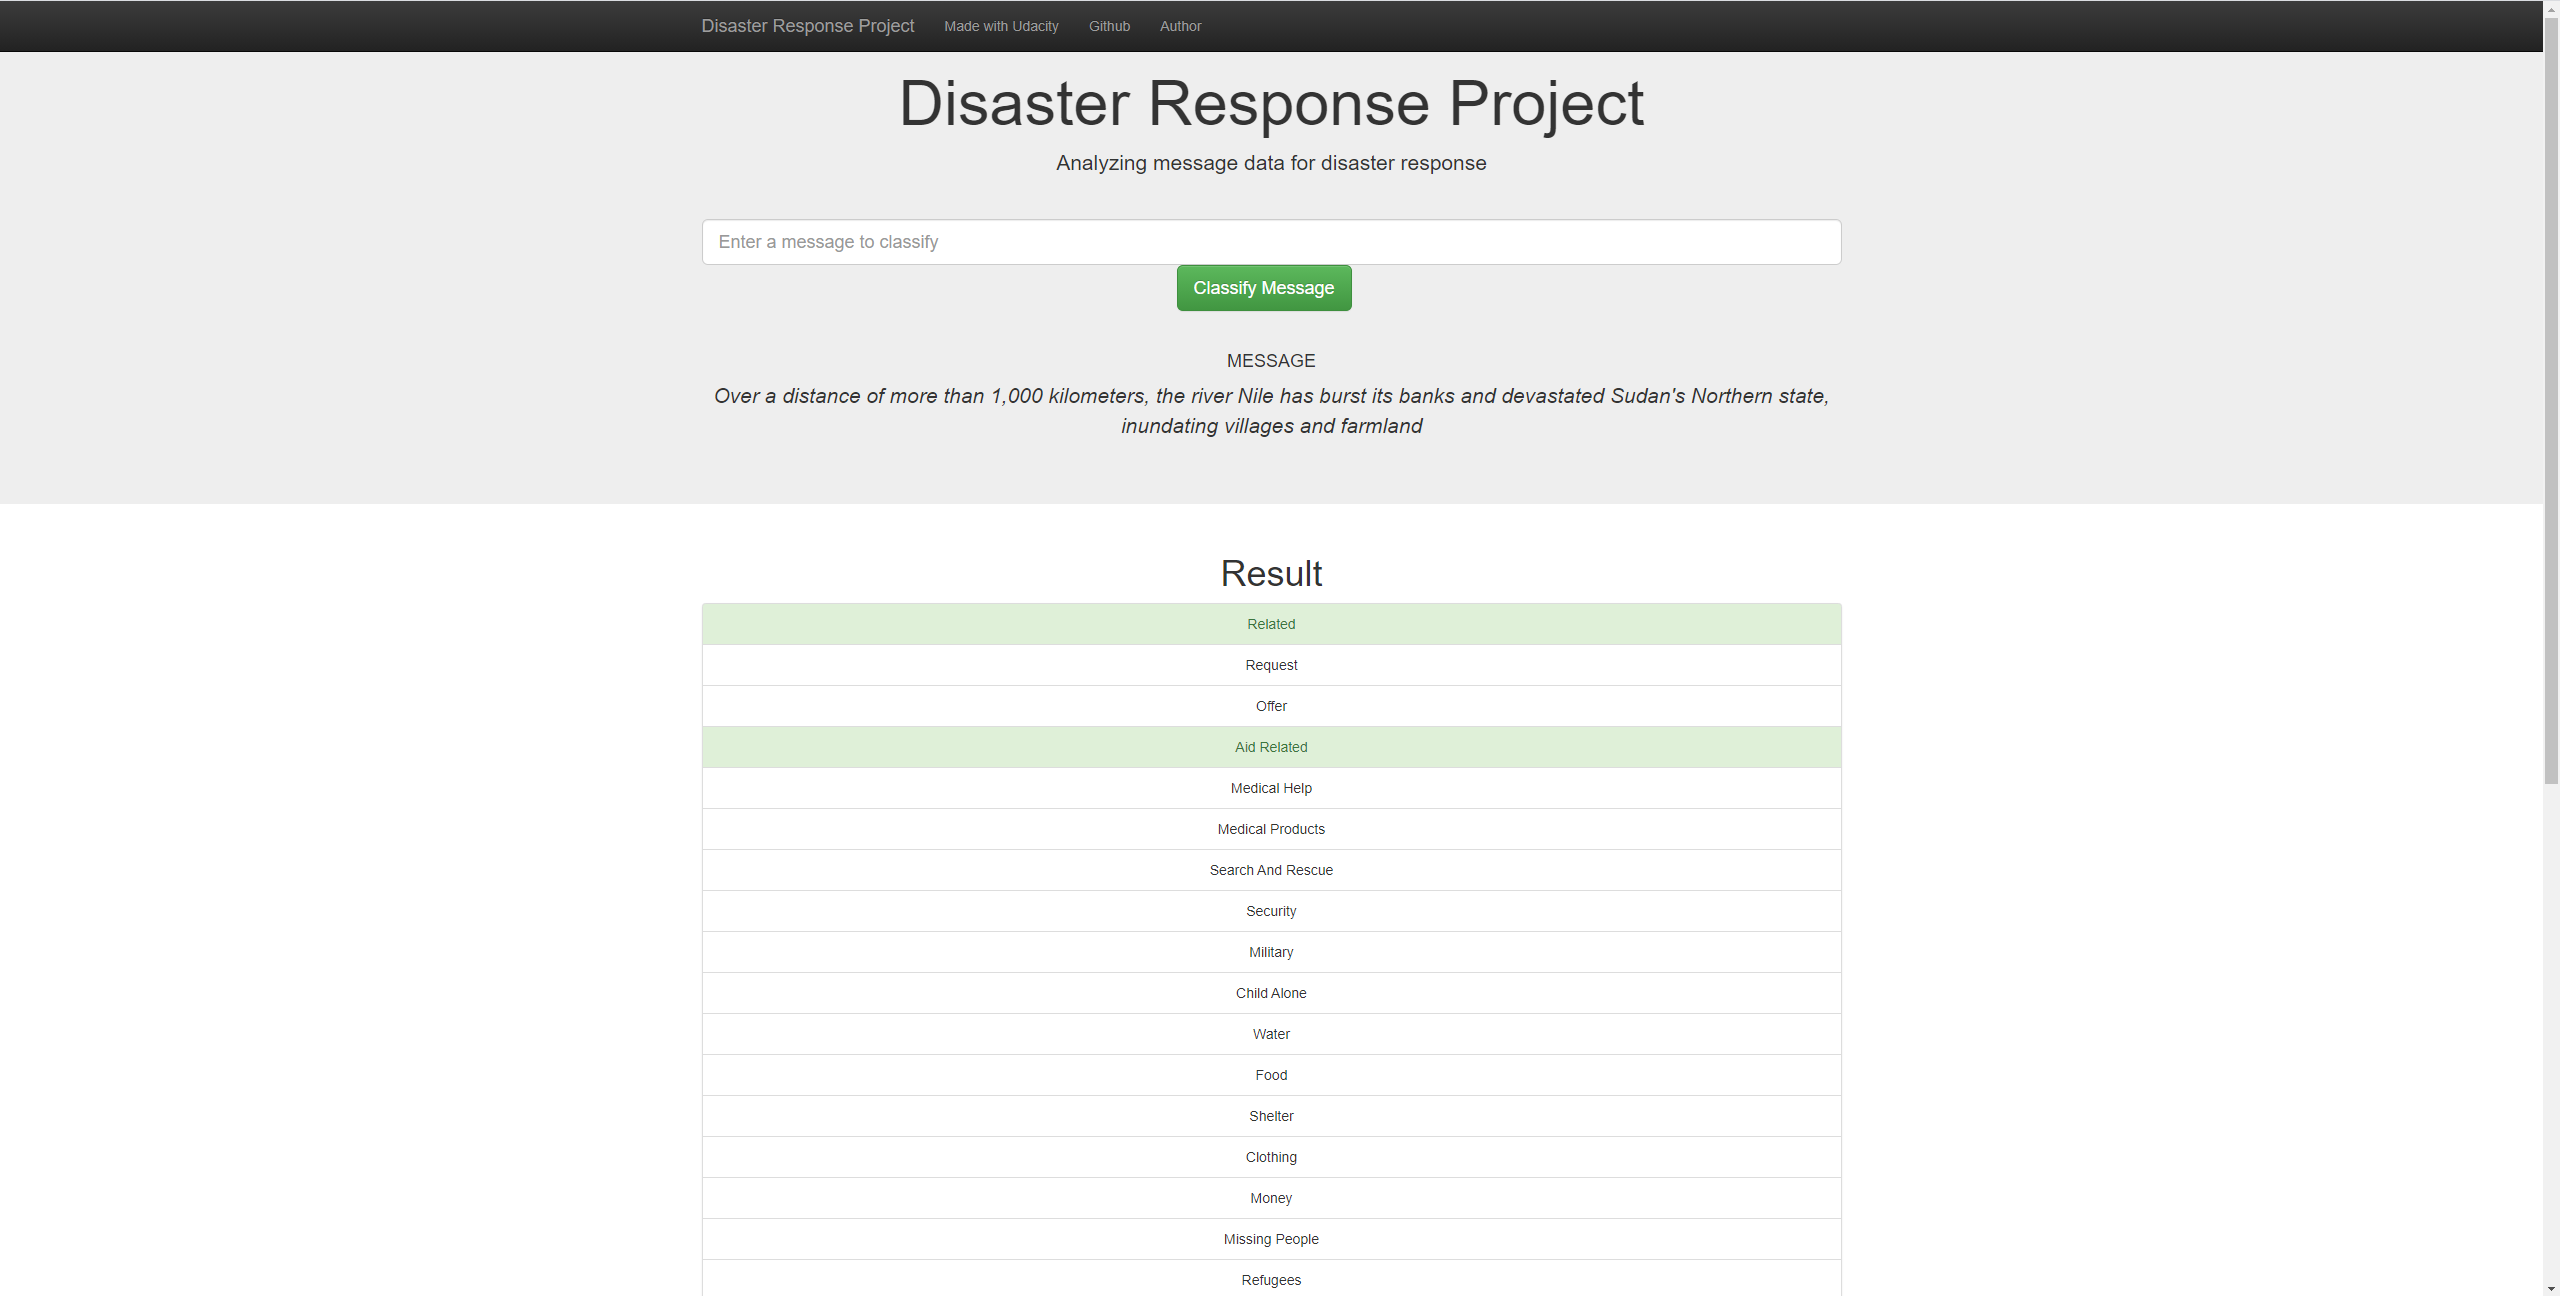 Disaster Response Project Made with Udacity Github Author
Disaster Response Project
Analyzing message data for disaster response
Enter a message to classify
Classify Message
MESSAGE
Over a distance of more than 1,000 kilometers, the river Nile has burst its banks and devastated Sudan's Northern state,
inundating villages and farmland
Result
Related
Request
Offer
Aid Related
Medical Help
Medical Products
Search And Rescue
Security
Military
Child Alone
Water
Food
Shelter
Clothing
Money
Missing People
Refugees